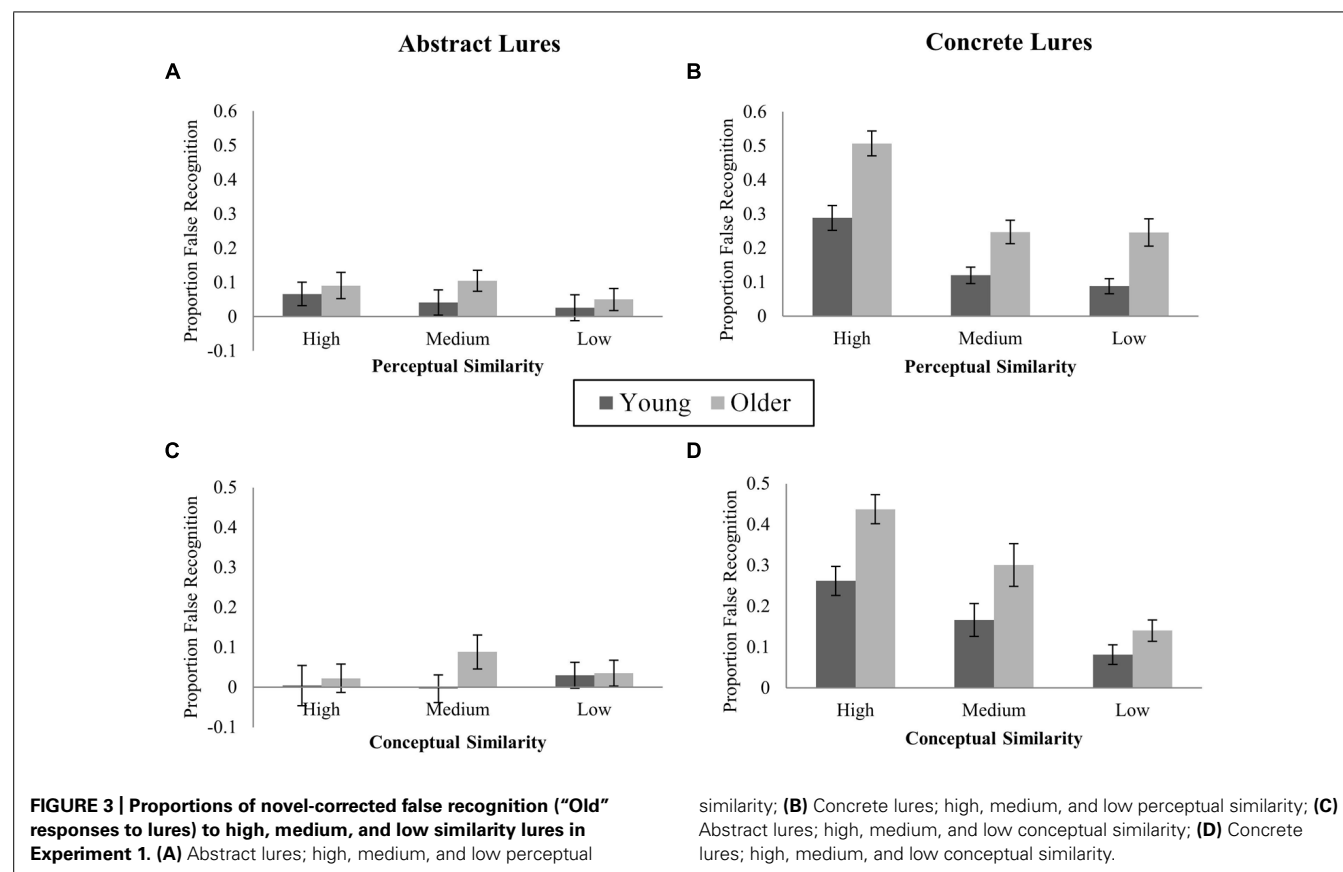 Abstract Lures
Concrete Lures
A
Proportion False Recognition
0.6
0.5
0.4
0.3
0.2
0.1
0
-0.1
High
Medium
Low
Perceptual Similarity
B
Proportion False Recognition
0.6
0.5
0.4
0.3
0.2
0.1
0
High
Medium
Low
Perceptual Similarity
Young
Older
C
Proportion False Recognition
0.5
0.4
0.3
0.2
0.1
0
-0.1
High
Medium
Low
Conceptual Similarity
D
Proportion False Recognition
0.5
0.4
0.3
0.2
0.1
0
High
Medium
Low
Conceptual Similarity
FIGURE 3 | Proportions of novel-corrected false recognition (“Old”
responses to lures) to high, medium, and low similarity lures in
Experiment 1. (A) Abstract lures; high, medium, and low perceptual
similarity; (B) Concrete lures; high, medium, and low perceptual similarity; (C)
Abstract lures; high, medium, and low conceptual similarity; (D) Concrete
lures; high, medium, and low conceptual similarity.